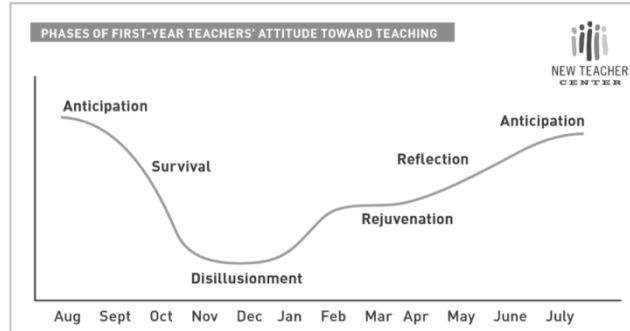 PHASES OF FIRST-YEAR TEACHERS' ATTITUDE TOWARD TEACHING
NEW TEACHER
CENTER
Anticipation
Anticipation
Survival
Reflection
Rejuvenation
Disillusionment
Aug Sept Oct Nov Dec Jan Feb Mar Apr May June July